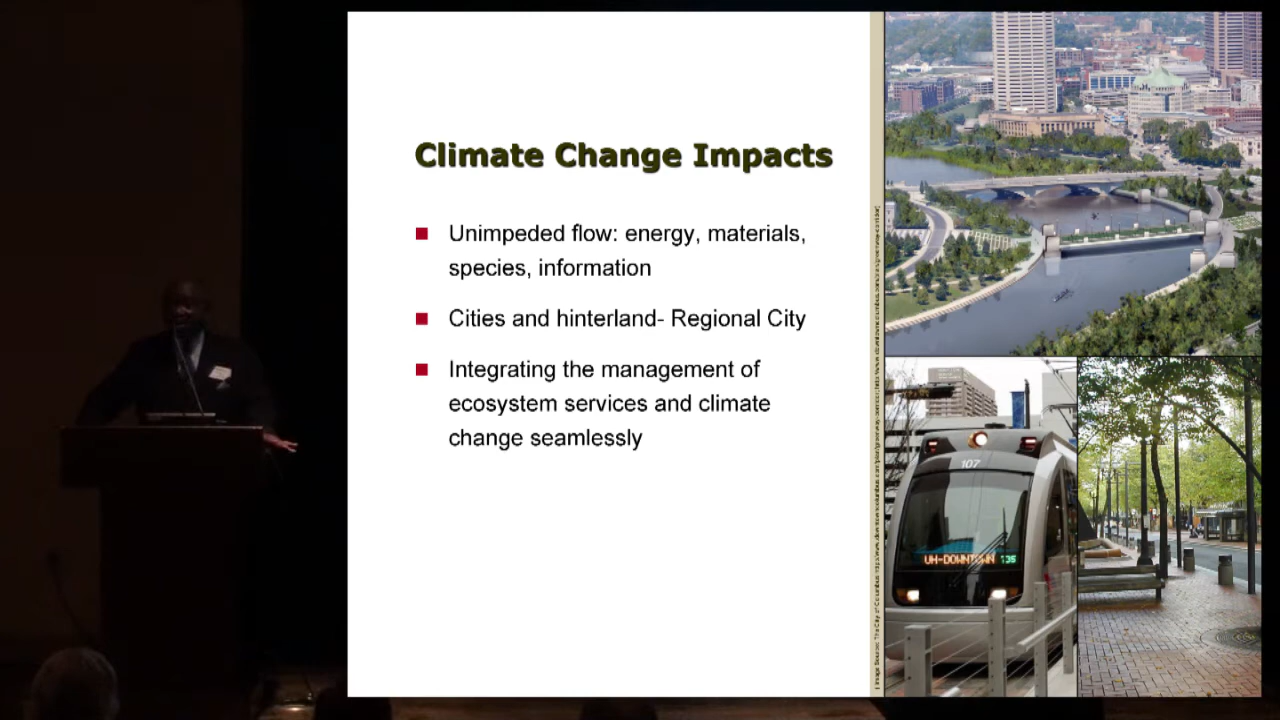 Climate Change Impacts
Unimpeded flow: energy, materials,
species, information
Cities and hinterland- Regional City
Integrating the management of
ecosystem services and climate
change seamlessly
107
UH-DOWNTOWN 135